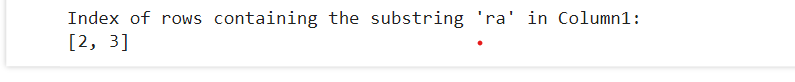 Index of rows containing the substring 'ra' in Column1:
[2, 3]